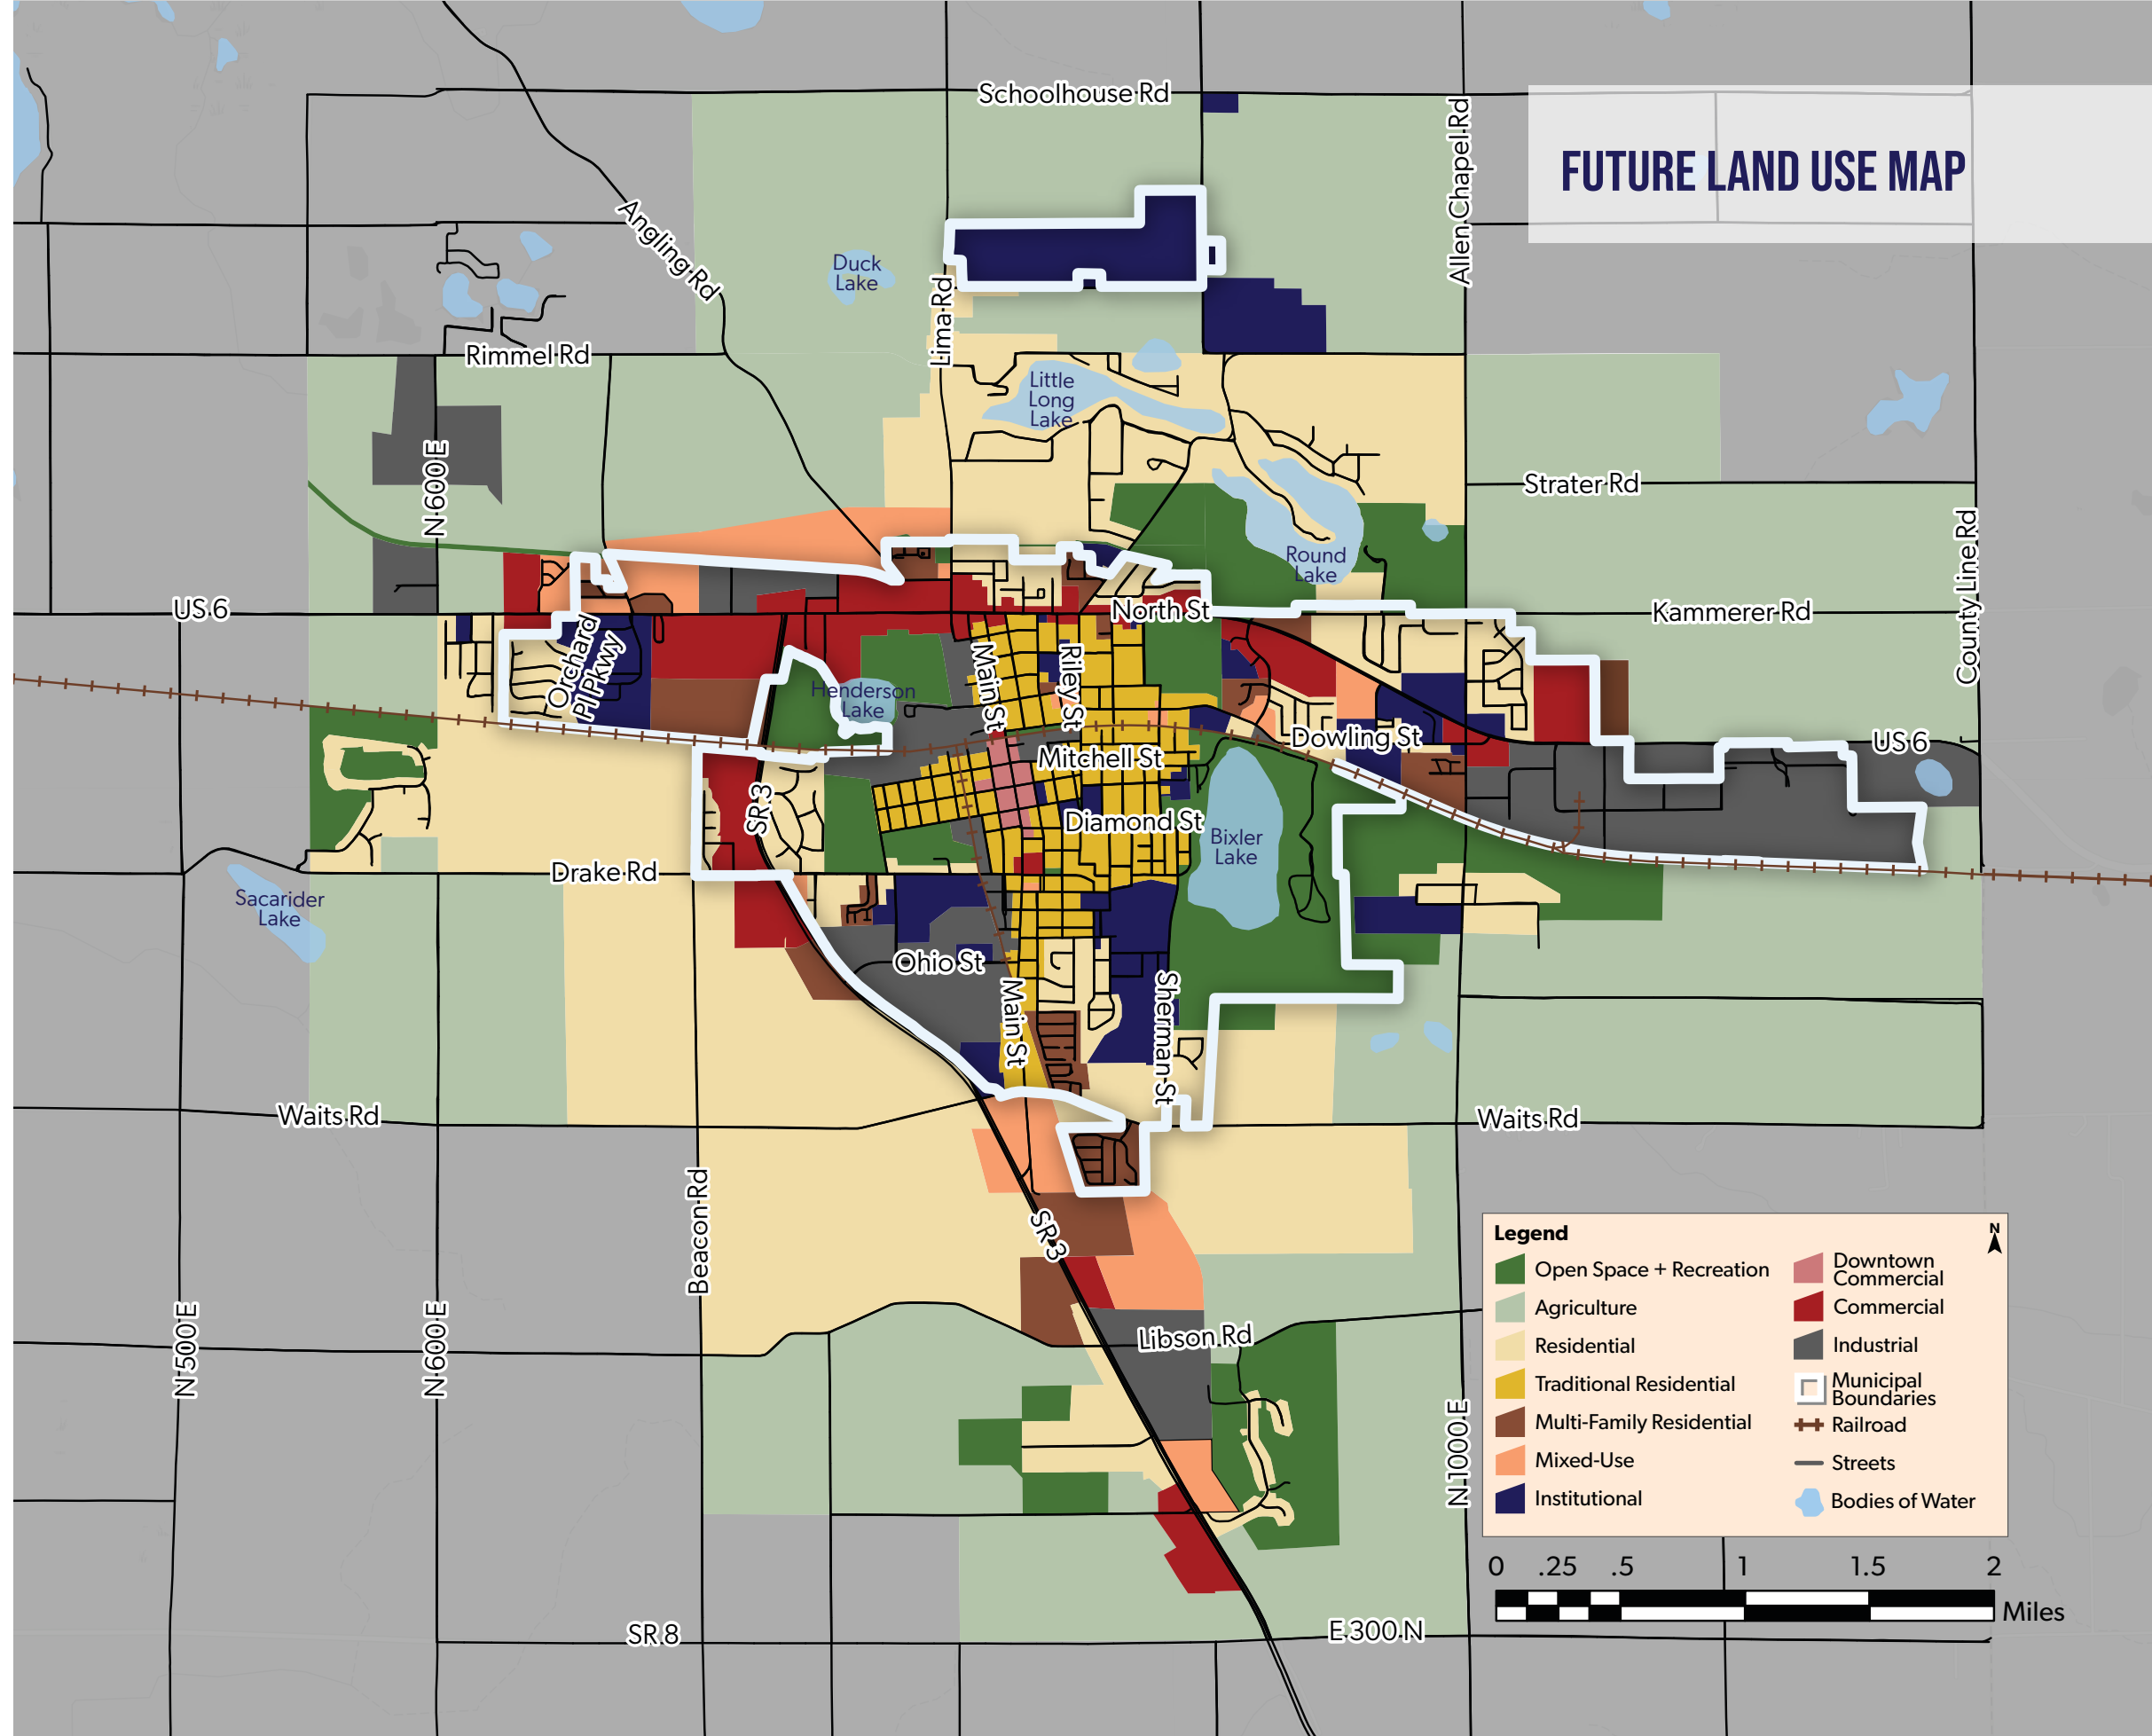 FUTURE LAND USE MAP
Schoolhouse Rd
Allen Chapel Rd
Angling Rd
Duck
Lake
Lima Rd
Rimmel Rd
Little
Long
Lake
N 600 E
Strater Rd
County Line Rd
Round
Lake
US 6
North St
Kammerer Rd
Orchard
Pl Pkwy
Main St
Riley St
Henderson
Lake
Dowling St
US 6
Mitchell St
SR 3
Diamond St
Bixler
Lake
Drake Rd
Sacarider
Lake
Ohio St
Main St
Sherman St
Waits Rd
Waits Rd
Beacon Rd
SR 3
N 500 E
N 600 E
Libson Rd
N 1000 E
SR 8
E 300 N
Legend
N
Open Space + Recreation
Agriculture
Residential
Traditional Residential
Multi-Family Residential
Mixed-Use
Institutional
Downtown
Commercial
Commercial
Industrial
Municipal
Boundaries
Railroad
Streets
Bodies of Water
0 .25 .5 1 1.5 2
Miles